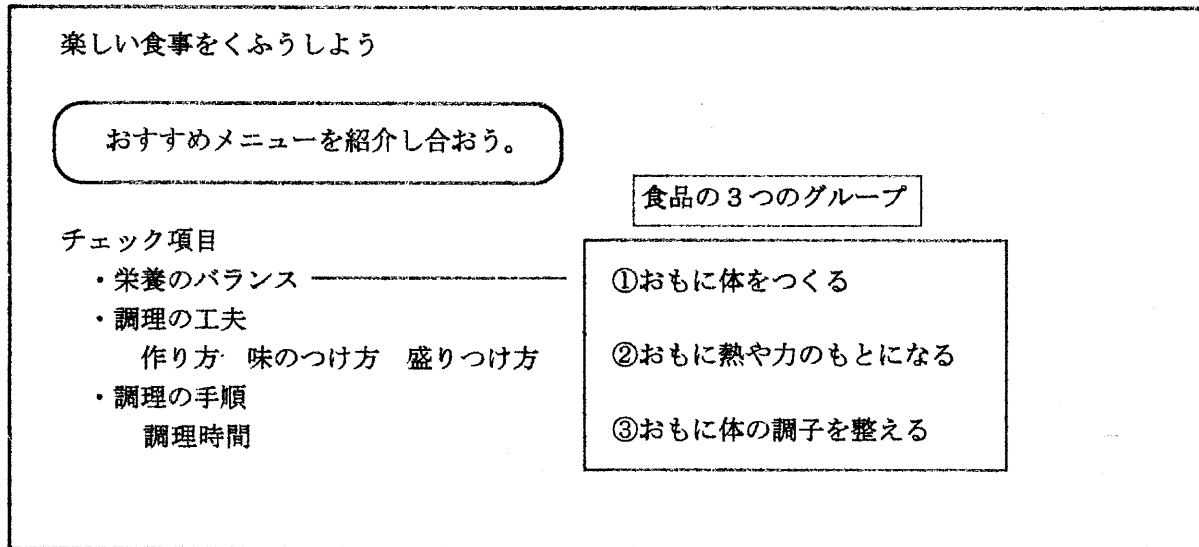 楽しい食事をくふうしよう
おすすめメニューを紹介し合おう。
チェック項目
・栄養のバランス
・調理の工夫
作り方 味のつけ方 盛りつけ方
・調理の手順
調理時間
食品の3つのグループ
①おもに体をつくる
②おもに熱や力のもとになる
③おもに体の調子を整える